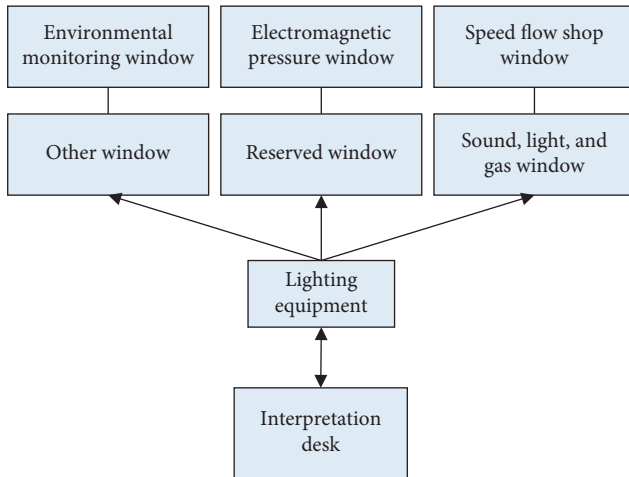 Environmental
monitoring window
Electromagnetic
pressure window
Speed flow shop
window
Other window
Reserved window
Sound, light, and
gas window
Lighting
equipment
Interpretation
desk